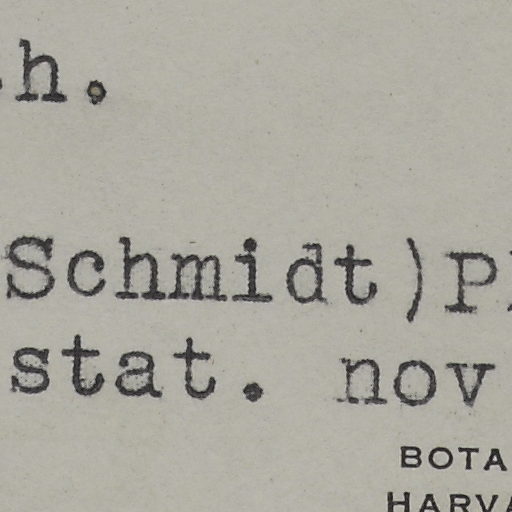 h.
Schmidt)P
stat. nov
BOTA
HARVA